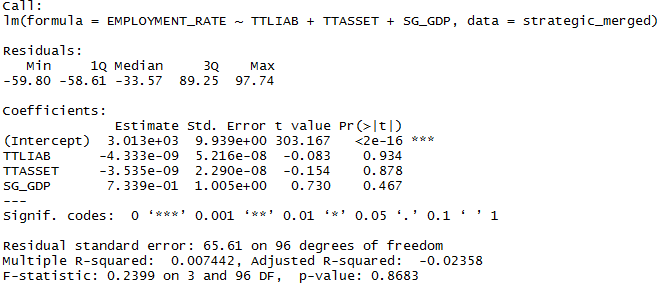 Call:
lm(formula = EMPLOYMENT_RATE ~ TTLIAB + TTASSET + SG_GDP, data = strategic_merged)
Residuals:
Min 1Q Median 3Q Max
-59.80 -58.61 -33.57 89.25 97.74
Coefficients:
Estimate Std. Error t value Pr(>|t|)
(Intercept) 3.013e+03 9.939e+00 303.167 <2e-16 ***
TTLIAB -4.333e-09 5.216e-08 -0.083 0.934
TTASSET -3.535e-09 2.290e-08 -0.154 0.878
SG_GDP 7.339e-01 1.005e+00 0.730 0.467
---
Signif. codes: 0 ‘***’ 0.001 ‘**’ 0.01 ‘*’ 0.05 ‘.’ 0.1 ‘ ’ 1
Residual standard error: 65.61 on 96 degrees of freedom
Multiple R-squared: 0.007442, Adjusted R-squared: -0.02358
F-statistic: 0.2399 on 3 and 96 DF, p-value: 0.8683